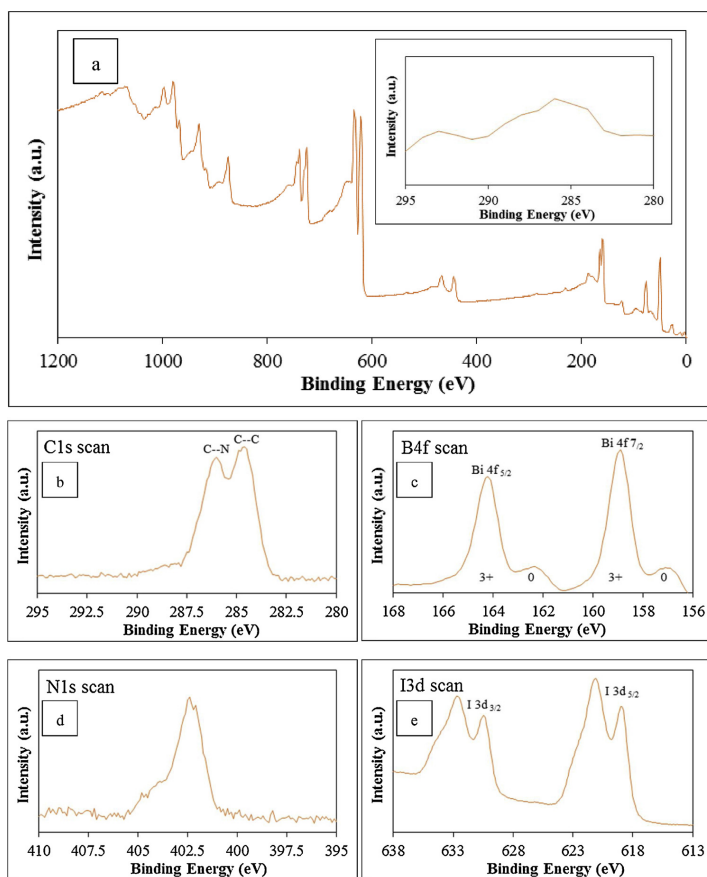 a
Intensity (a.u.)
1200 1000 800 600 400 200 0
Binding Energy (eV)
Intensity (a.u.)
295 290 285 280
Binding Energy (eV)
C1s scan
b
C--N C--C
Intensity (a.u.)
295 292.5 290 287.5 285 282.5 280
Binding Energy (eV)
B4f scan
c
Bi 4f 5/2
Bi 4f 7/2
3+ 0 3+ 0
Intensity (a.u.)
168 166 164 162 160 158 156
Binding Energy (eV)
N1s scan
d
Intensity (a.u.)
410 407.5 405 402.5 400 397.5 395
Binding Energy (eV)
I3d scan
e
I 3d 3/2
I 3d 5/2
Intensity (a.u.)
638 633 628 623 618 613
Binding Energy (eV)